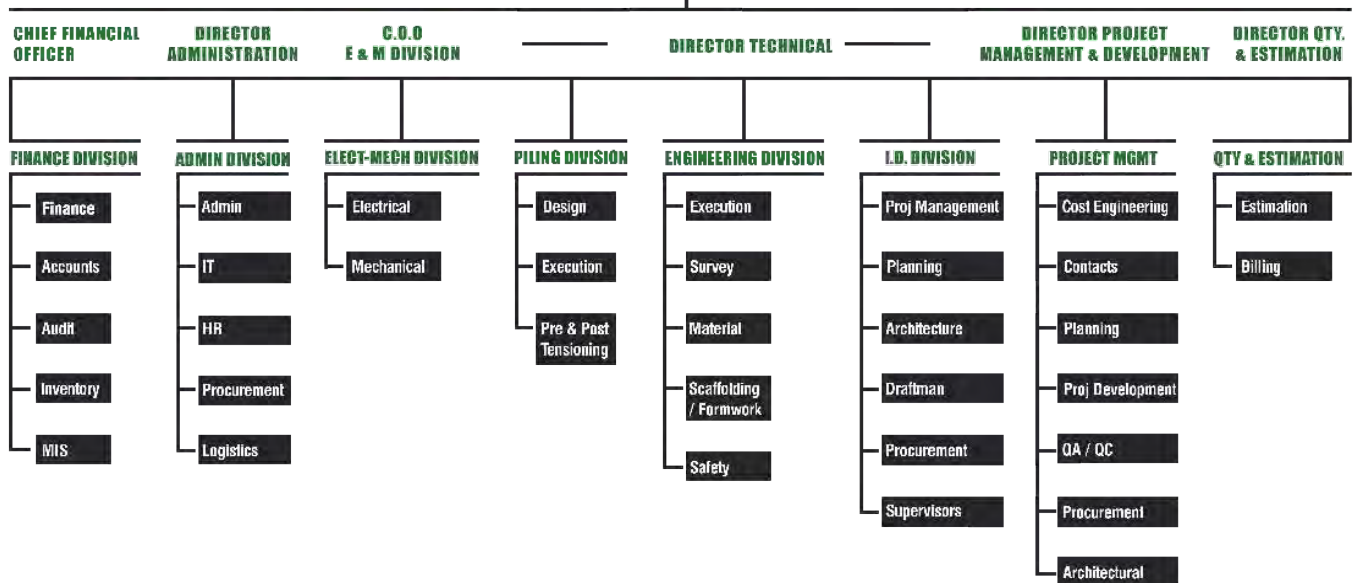 CHIEF FINANCIAL
OFFICER
DIRECTOR
ADMINISTRATION
C.O.O
E & M DIVISION
DIRECTOR TECHNICAL
DIRECTOR PROJECT
MANAGEMENT & DEVELOPMENT
DIRECTOR QTY.
& ESTIMATION
FINANCE DIVISION
Finance
Accounts
Audit
Inventory
MIS
ADMIN DIVISION
Admin
IT
HR
Procurement
Logistics
ELECT-MECH DIVISION
Electrical
Mechanical
PILING DIVISION
Design
Execution
Pre & Post
Tensioning
ENGINEERING DIVISION
Execution
Survey
Material
Scaffolding
/ Formwork
Safety
I.D. DIVISION
Proj Management
Planning
Architecture
Draftman
Procurement
Supervisors
PROJECT MGMT
Cost Engineering
Contacts
Planning
Proj Development
QA / QC
Procurement
Architectural
QTY & ESTIMATION
Estimation
Billing